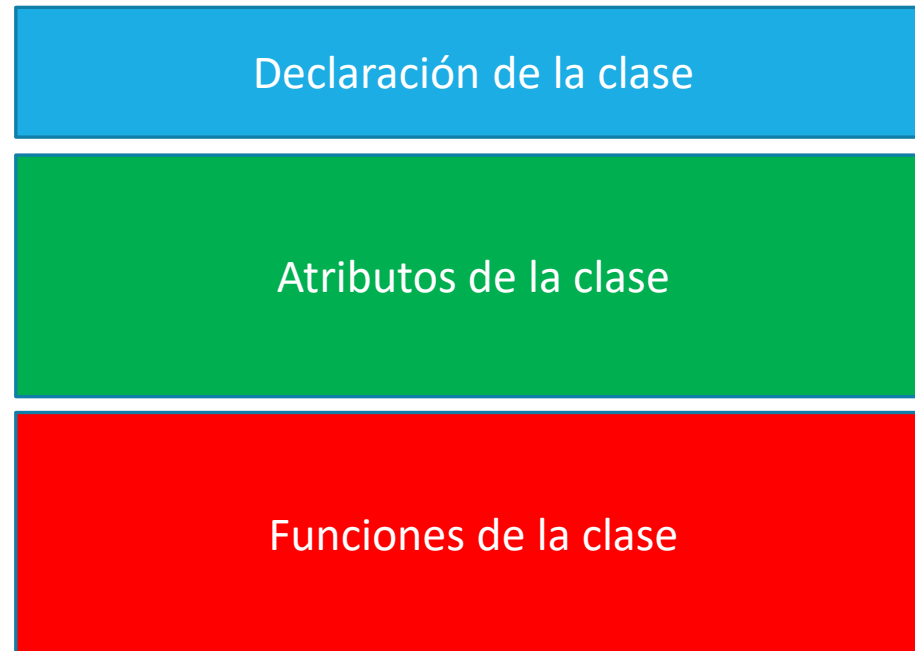 Declaración de la clase
Atributos de la clase
Funciones de la clase